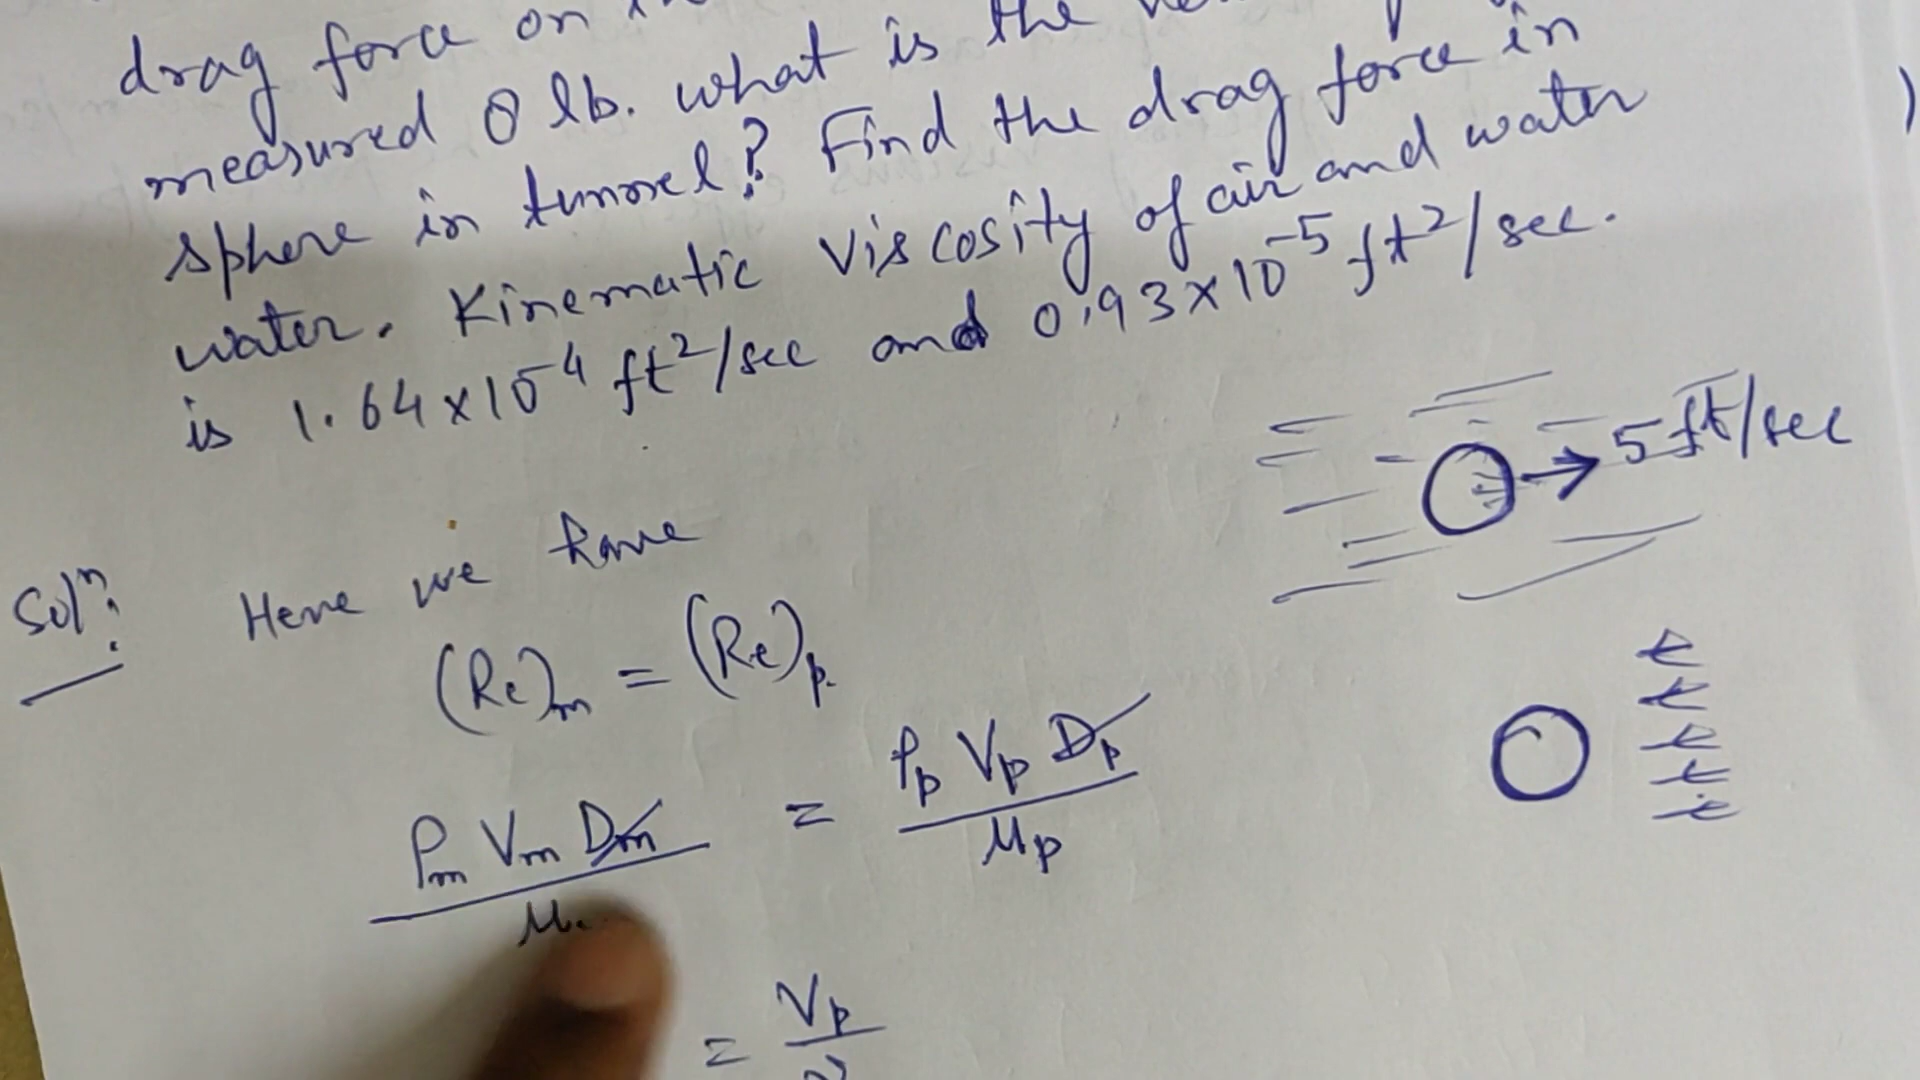 drag force on
measured 8 lb. what is the
sphere in tunnel? Find the drag force in
water. Kinematic Viscosity of air and water
is 1.64 x 10-4 ft2/sec and 0.93 x 10-5 ft2/sec.
5 ft/sec
Soln: Here we have
(Re)m = (Re)p
ρm Vm Dm / μ = ρp Vp Dp / μp
= Vp